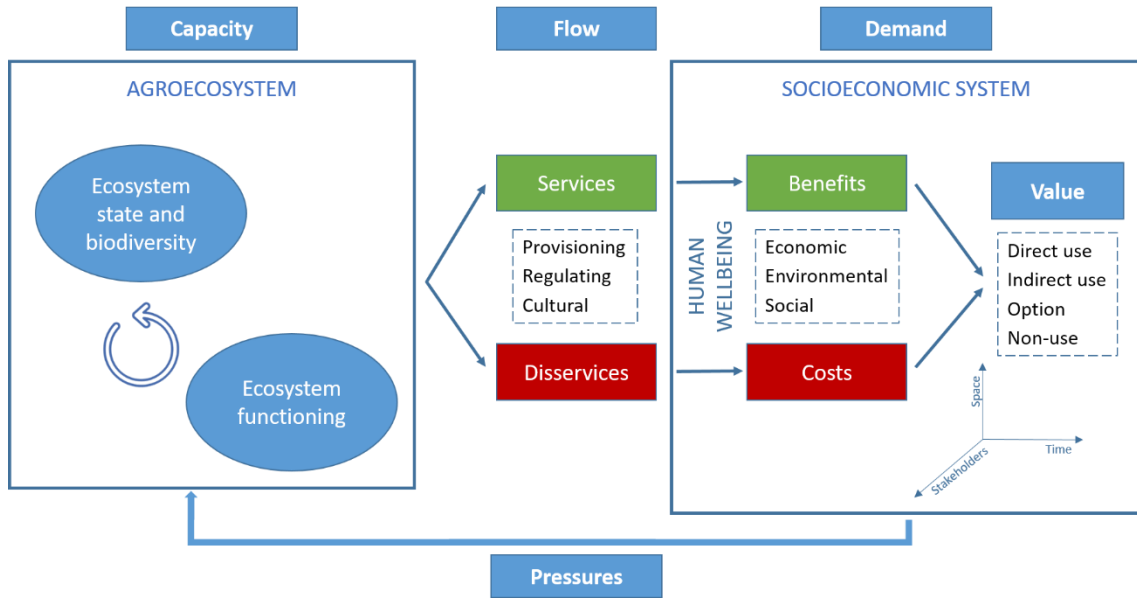 Capacity
Flow
Demand
AGROECOSYSTEM
SOCIOECONOMIC SYSTEM
Ecosystem
state and
biodiversity
Ecosystem
functioning
Services
Provisioning
Regulating
Cultural
Disservices
HUMAN
WELLBEING
Benefits
Economic
Environmental
Social
Costs
Value
Direct use
Indirect use
Option
Non-use
Space
Time
Stakeholders
Pressures